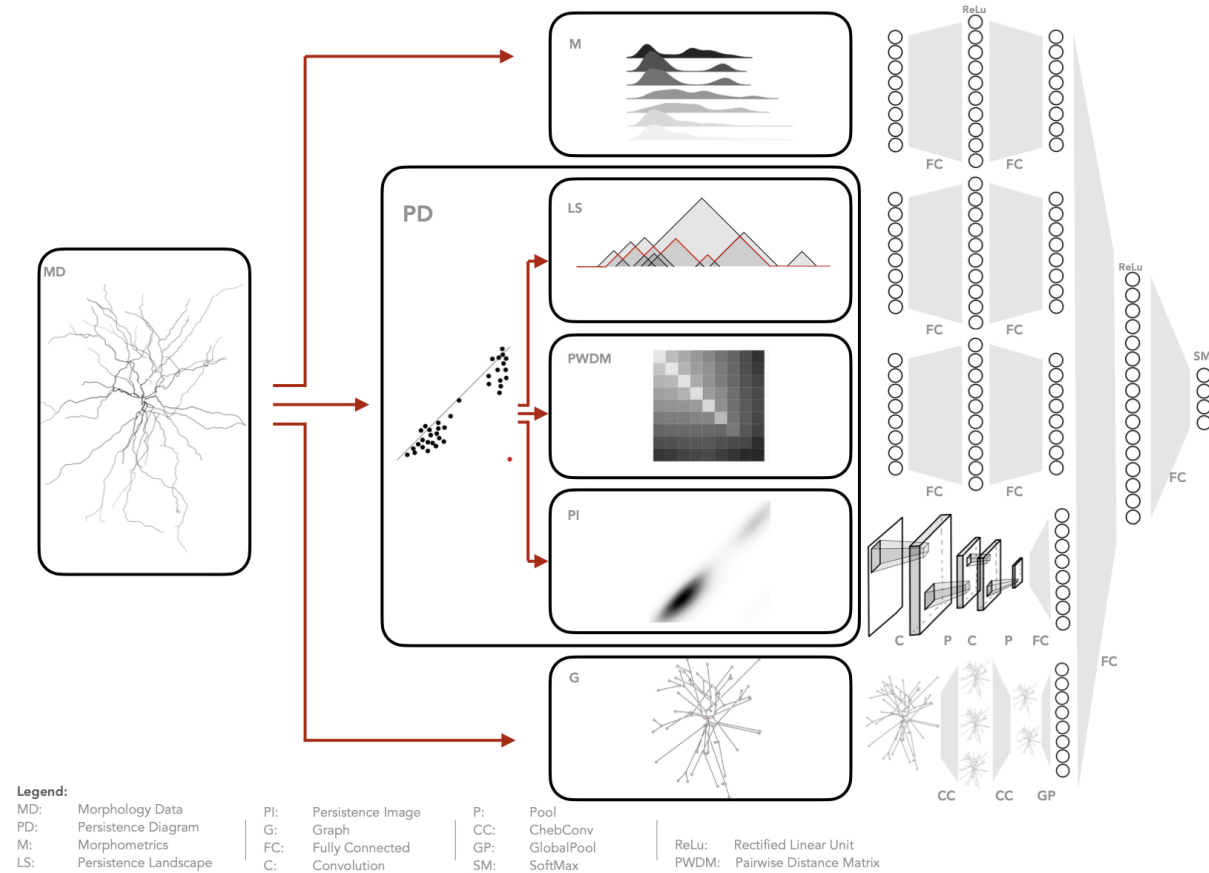 ReLu
M
FC
FC
PD
LS
FC
FC
MD
ReLu
PWDM
SM
FC
FC
FC
PI
C
P
C
P
FC
FC
G
CC
CC
GP
Legend:
MD: Morphology Data
PD: Persistence Diagram
M: Morphometrics
LS: Persistence Landscape
PI: Persistence Image
G: Graph
FC: Fully Connected
C: Convolution
P: Pool
CC: ChebConv
GP: GlobalPool
SM: SoftMax
ReLu: Rectified Linear Unit
PWDM: Pairwise Distance Matrix